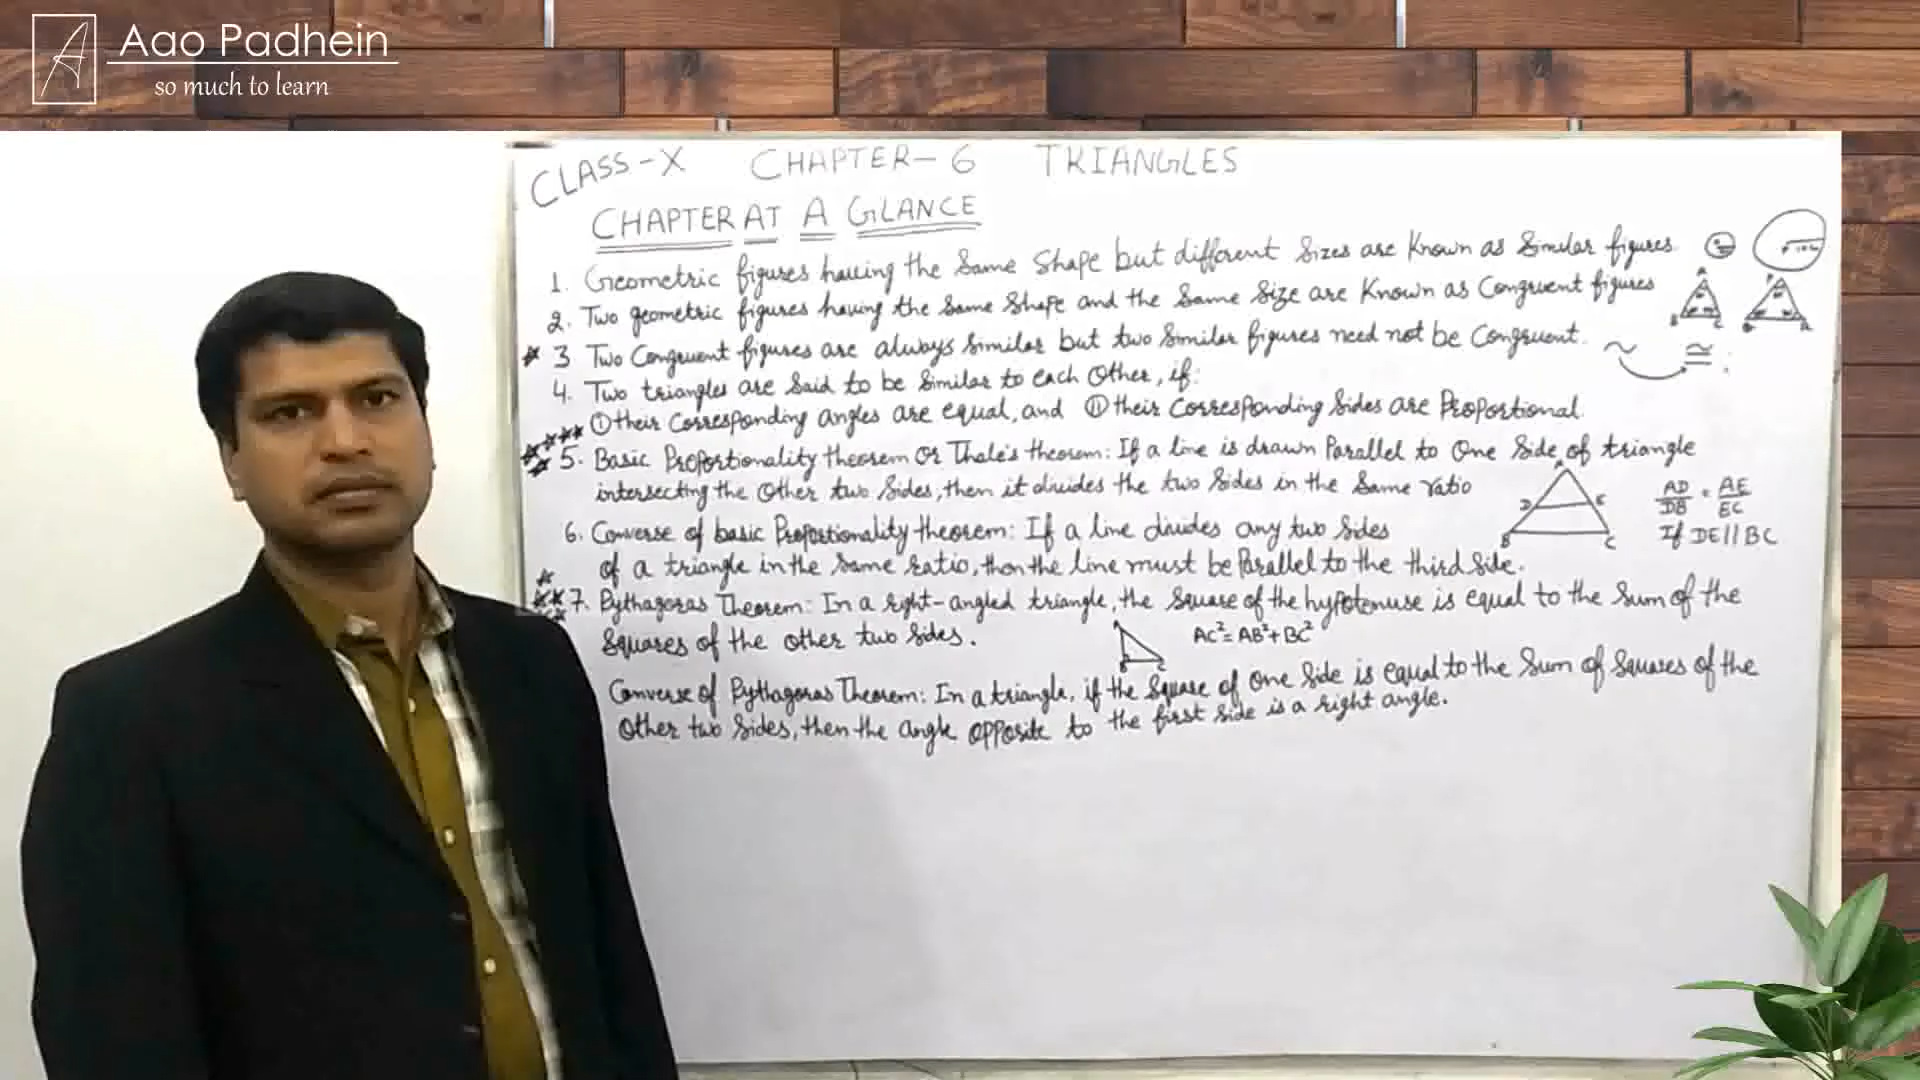 Aao Padhein
so much to learn
CLASS-X CHAPTER-6 TRIANGLES
CHAPTER AT A GLANCE
1. Geometric figures having the Same Shape but different Sizes are Known as Similar figures.
2. Two geometric figures having the Same Shape and the Same Size are Known as Congruent figures
3 Two Congruent figures are always Similar but two Similar figures need not be Congruent. ~ ≅
4. Two triangles are Said to be Similar to each Other, if:
① their Corresponding angles are equal, and ⑪ their Corresponding Sides are Proportional.
5. Basic Proportionality theorem Or Thale's theorem: If a line is drawn Parallel to One Side of triangle
intersecting the Other two Sides, then it divides the two Sides in the Same ratio
A
D E
B C
AD/DB = AE/EC
If DE||BC
6. Converse of basic Proportionality theorem: If a line divides any two Sides
of a triangle in the Same ratio, then the line must be Parallel to the third Side.
7. Pythagoras Theorem: In a right-angled triangle, the Square of the hypotenuse is equal to the Sum of the
Squares of the other two Sides.
AC²=AB²+BC²
Converse of Pythagoras Theorem: In a triangle, if the Square of One Side is equal to the Sum of Squares of the
Other two Sides, then the angle opposite to the first side is a right angle.